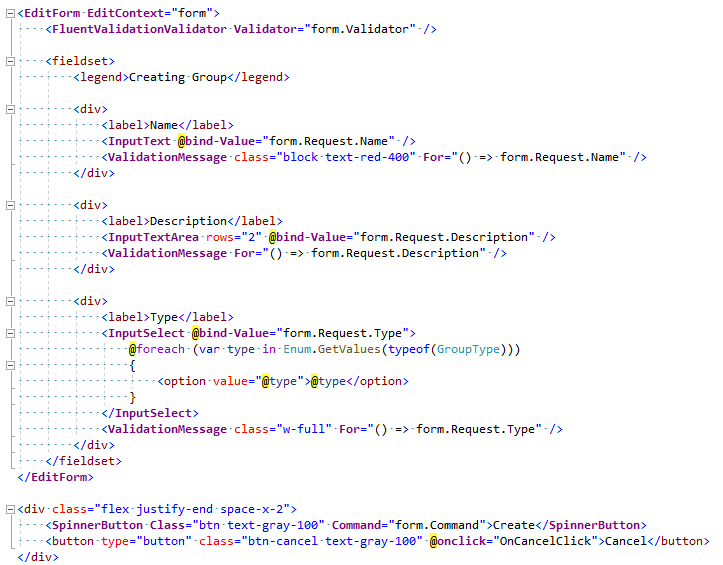 <EditForm EditContext="form">
    <FluentValidationValidator Validator="form.Validator" />

    <fieldset>
        <legend>Creating Group</legend>

        <div>
            <label>Name</label>
            <InputText @bind-Value="form.Request.Name" />
            <ValidationMessage class="block text-red-400" For="() => form.Request.Name" />
        </div>

        <div>
            <label>Description</label>
            <InputTextArea rows="2" @bind-Value="form.Request.Description" />
            <ValidationMessage For="() => form.Request.Description" />
        </div>

        <div>
            <label>Type</label>
            <InputSelect @bind-Value="form.Request.Type">
                @foreach (var type in Enum.GetValues(typeof(GroupType)))
                {
                    <option value="@type">@type</option>
                }
            </InputSelect>
            <ValidationMessage class="w-full" For="() => form.Request.Type" />
        </div>
    </fieldset>
</EditForm>

<div class="flex justify-end space-x-2">
    <SpinnerButton Class="btn text-gray-100" Command="form.Command">Create</SpinnerButton>
    <button type="button" class="btn-cancel text-gray-100" @onclick="OnCancelClick">Cancel</button>
</div>